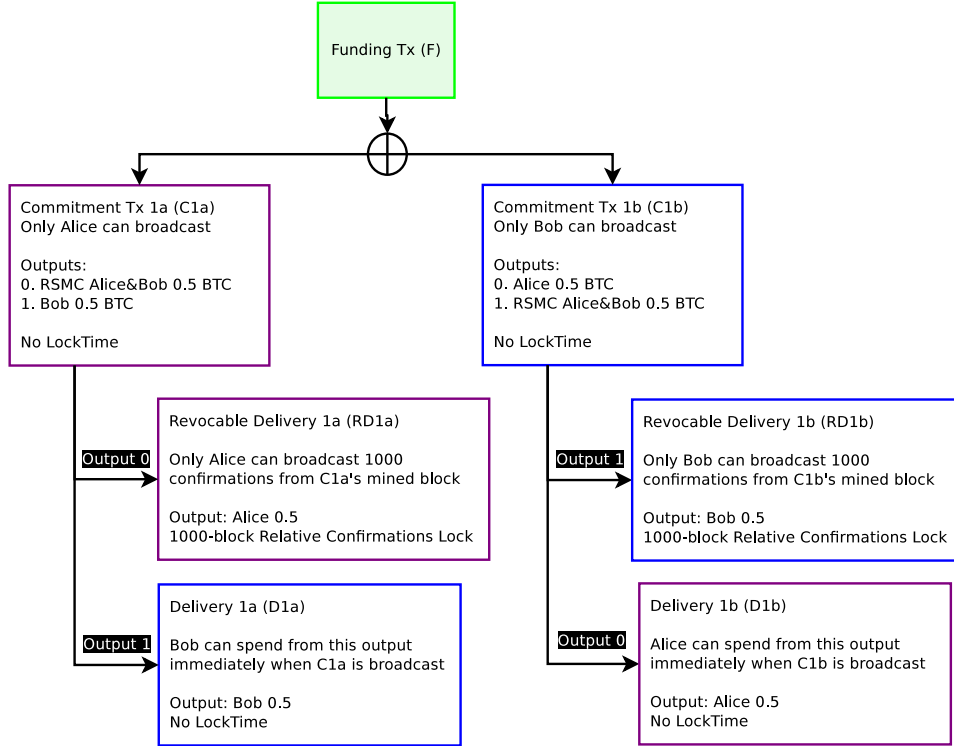 Funding Tx (F)
Commitment Tx 1a (C1a)
Only Alice can broadcast
Outputs:
0. RSMC Alice&Bob 0.5 BTC
1. Bob 0.5 BTC
No LockTime
Commitment Tx 1b (C1b)
Only Bob can broadcast
Outputs:
0. Alice 0.5 BTC
1. RSMC Alice&Bob 0.5 BTC
No LockTime
Output 0
Revocable Delivery 1a (RD1a)
Only Alice can broadcast 1000
confirmations from C1a's mined block
Output: Alice 0.5
1000-block Relative Confirmations Lock
Output 1
Revocable Delivery 1b (RD1b)
Only Bob can broadcast 1000
confirmations from C1b's mined block
Output: Bob 0.5
1000-block Relative Confirmations Lock
Output 1
Delivery 1a (D1a)
Bob can spend from this output
immediately when C1a is broadcast
Output: Bob 0.5
No LockTime
Output 0
Delivery 1b (D1b)
Alice can spend from this output
immediately when C1b is broadcast
Output: Alice 0.5
No LockTime